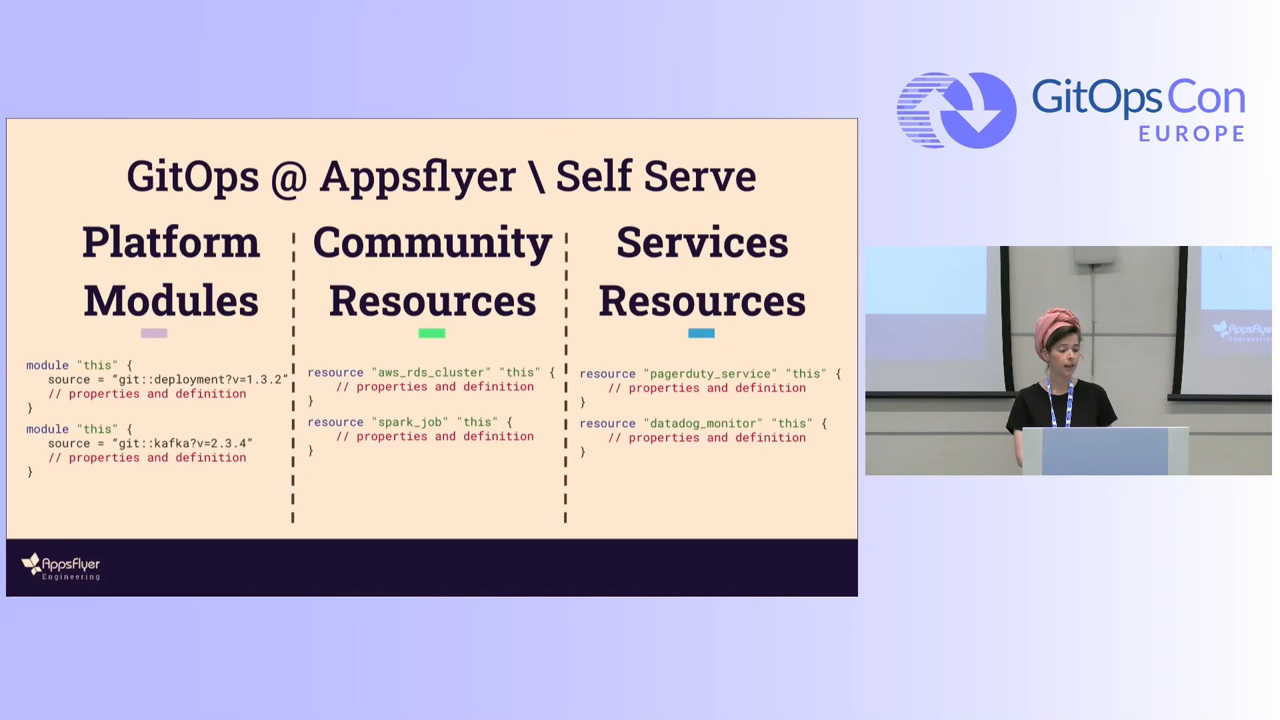 GitOps Con
EUROPE
GitOps @ Appsflyer \ Self Serve
Platform
Modules
module "this" {
source = "git::deployment?v=1.3.2"
// properties and definition
}
module "this" {
source = "git::kafka?v=2.3.4"
// properties and definition
}
Community
Resources
resource "aws_rds_cluster" "this" {
// properties and definition
}
resource "spark_job" "this" {
// properties and definition
}
Services
Resources
resource "pagerduty_service" "this" {
// properties and definition
}
resource "datadog_monitor" "this" {
// properties and definition
}
AppsFlyer
Engineering
AppsFlyer